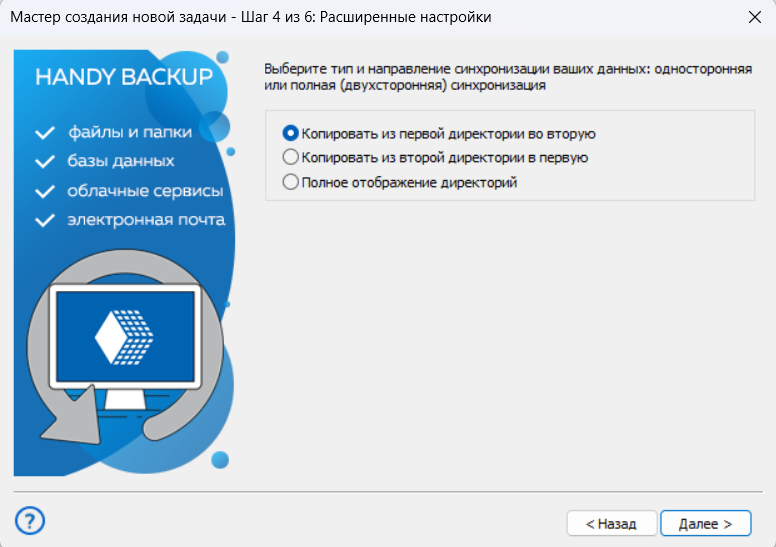 Мастер создания новой задачи - Шаг 4 из 6: Расширенные настройки
HANDY BACKUP
файлы и папки
базы данных
облачные сервисы
электронная почта
Выберите тип и направление синхронизации ваших данных: односторонняя
или полная (двухсторонняя) синхронизация
Копировать из первой директории во вторую
Копировать из второй директории в первую
Полное отображение директорий
?
< Назад
Далее >